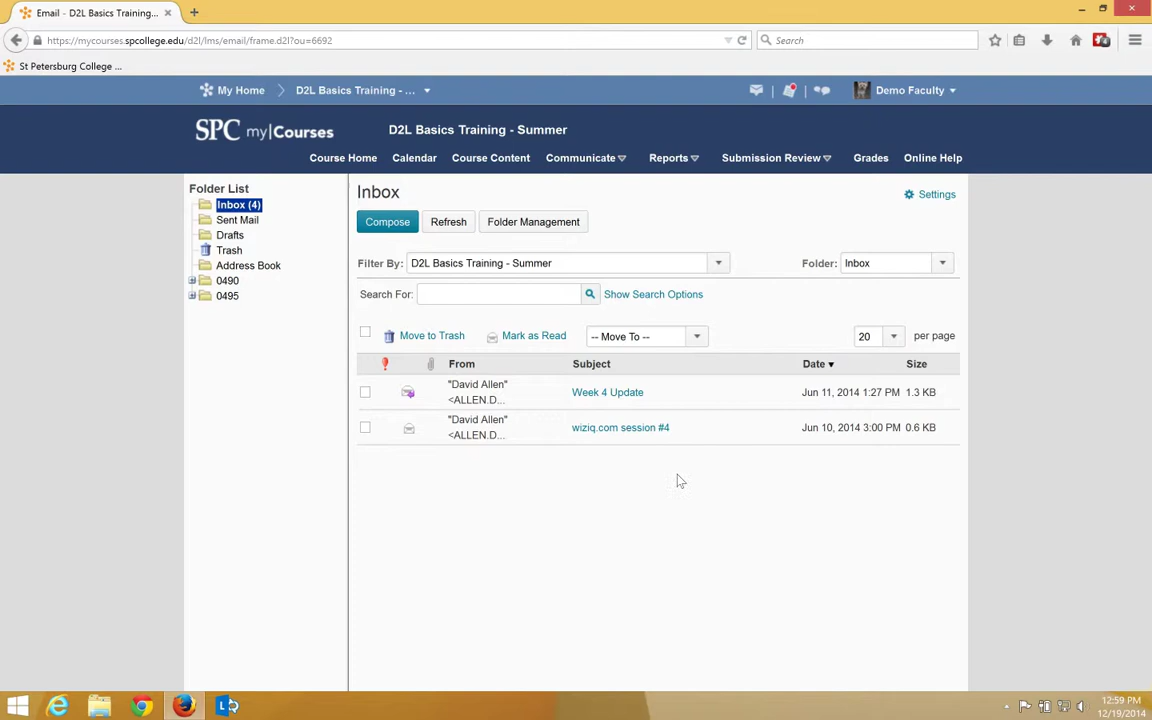 Email - D2L Basics Training...
https://mycourses.spcollege.edu/d2l/lms/email/frame.d2l?ou=6692
Search
St Petersburg College ...
My Home
D2L Basics Training - ...
Demo Faculty
SPC my|Courses
D2L Basics Training - Summer
Course Home
Calendar
Course Content
Communicate
Reports
Submission Review
Grades
Online Help
Folder List
Inbox (4)
Sent Mail
Drafts
Trash
Address Book
0490
0495
Inbox
Settings
Compose
Refresh
Folder Management
Filter By: D2L Basics Training - Summer
Folder: Inbox
Search For:
Show Search Options
Move to Trash
Mark as Read
-- Move To --
20 per page
From Subject Date Size
"David Allen"
<ALLEN.D...
Week 4 Update
Jun 11, 2014 1:27 PM 1.3 KB
"David Allen"
<ALLEN.D...
wiziq.com session #4
Jun 10, 2014 3:00 PM 0.6 KB
12:59 PM
12/19/2014